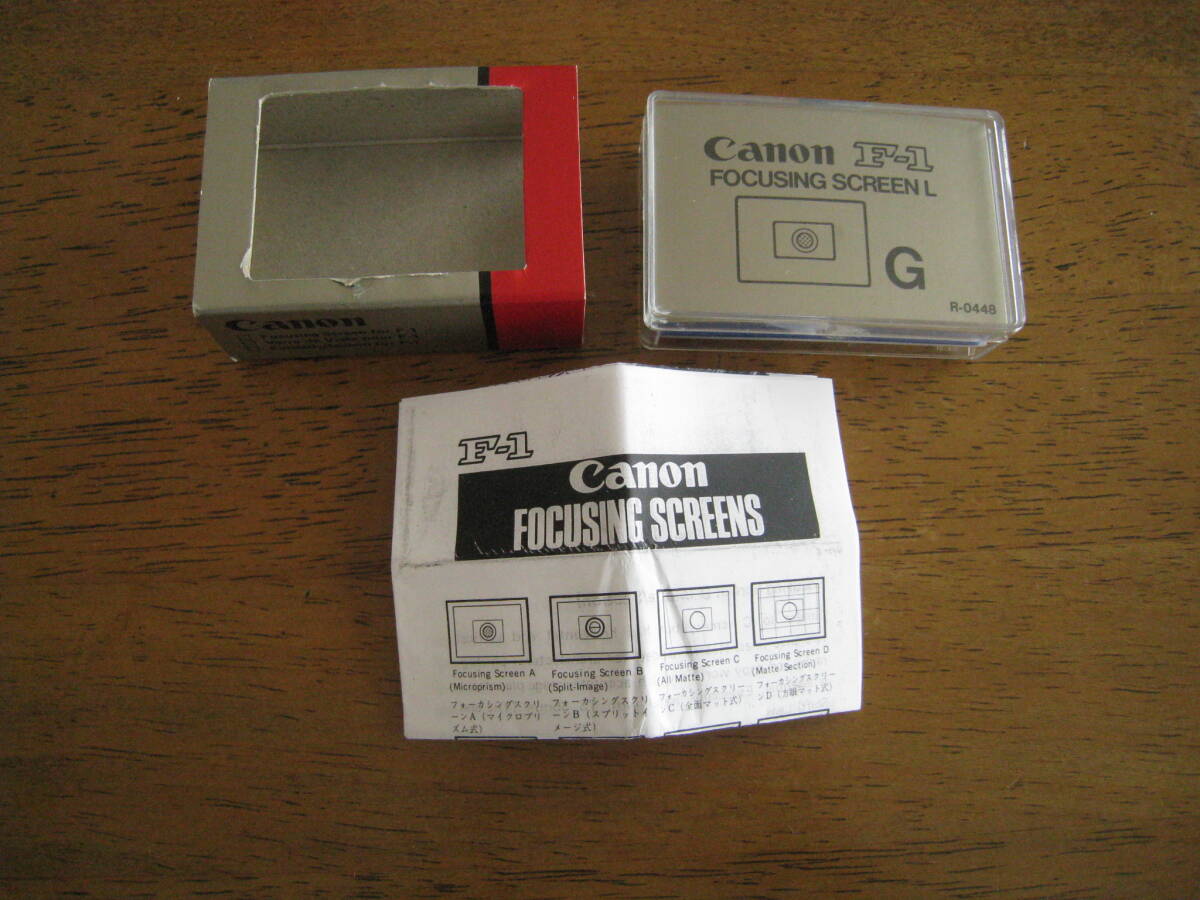 Canon
Focusing Screen for F-1
Canon F-1
FOCUSING SCREEN L
G
R-0448
F-1
Canon
FOCUSING SCREENS
Focusing Screen A
(Microprism)
フォーカシングスクリ
ーンA(マイクロプリ
ズム式)
Focusing Screen B
(Split-Image)
フォーカシングスクリ
ーンB(スプリットイ
メージ式)
Focusing Screen C
(All Matte)
フォーカシングスクリー
ンC(全面マット式)
Focusing Screen D
(Matte/Section)
フォーカシングスクリー
ンD(方眼マット式)